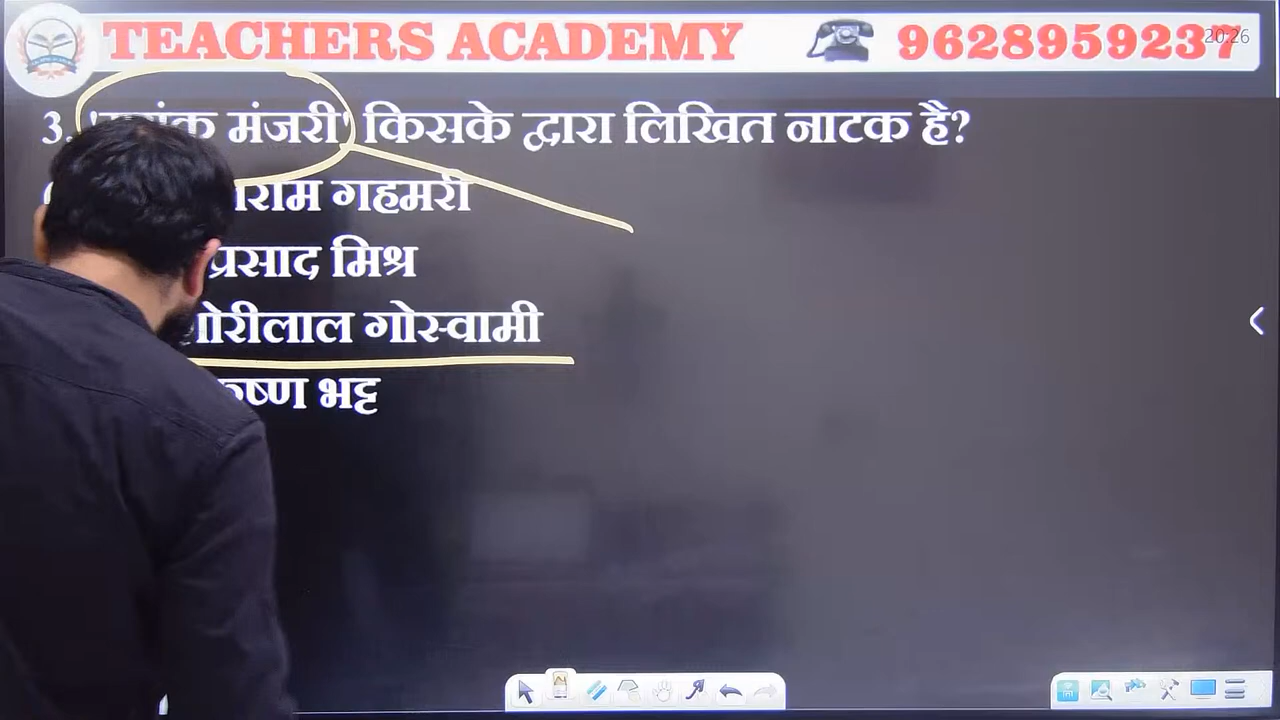 TEACHERS ACADEMY 9628959237
20:26
3. मंजरी' किसके द्वारा लिखित नाटक है?
गहमरी
प्रसाद मिश्र
गोस्वामी
भट्ट